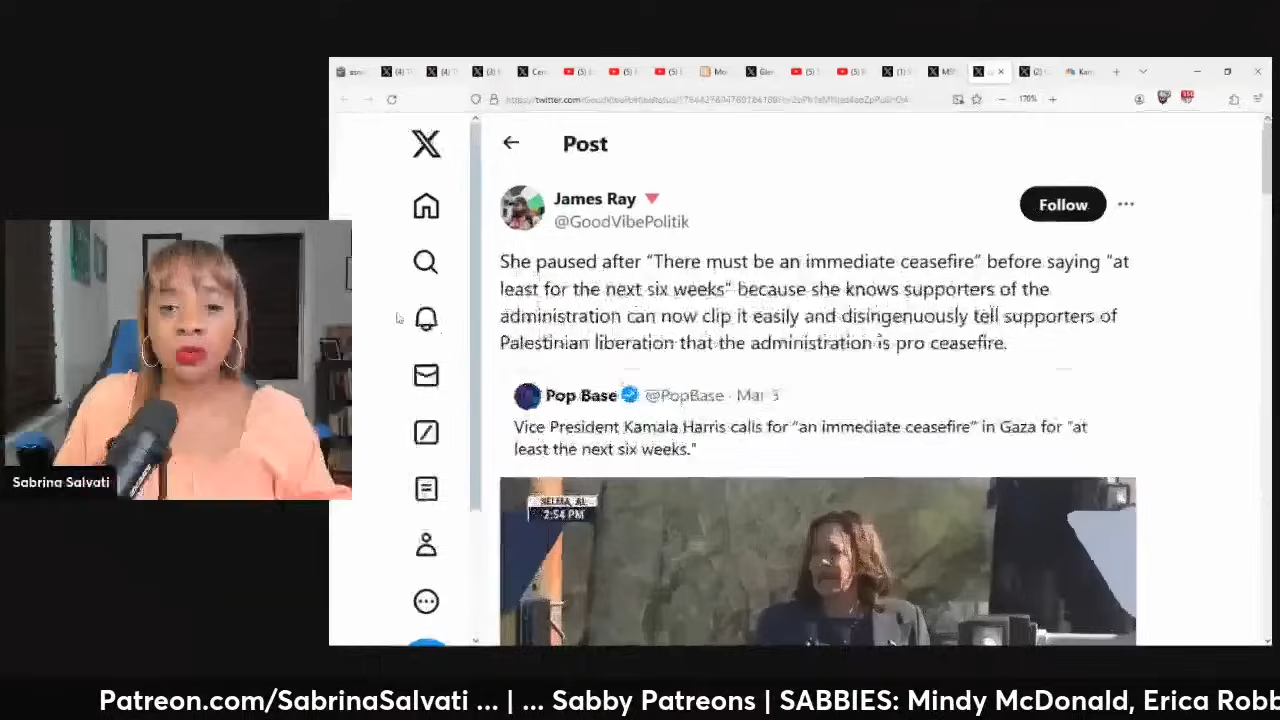 Post
James Ray
@GoodVibePolitik
Follow
She paused after “There must be an immediate ceasefire” before saying “at
least for the next six weeks” because she knows supporters of the
administration can now clip it easily and disingenuously tell supporters of
Palestinian liberation that the administration is pro ceasefire.
Pop Base @PopBase · Mar 3
Vice President Kamala Harris calls for “an immediate ceasefire” in Gaza for "at
least the next six weeks."
SELMA, AL
2:54 PM
Sabrina Salvati
170%
Patreon.com/SabrinaSalvati ... | ... Sabby Patreons | SABBIES: Mindy McDonald, Erica Robb